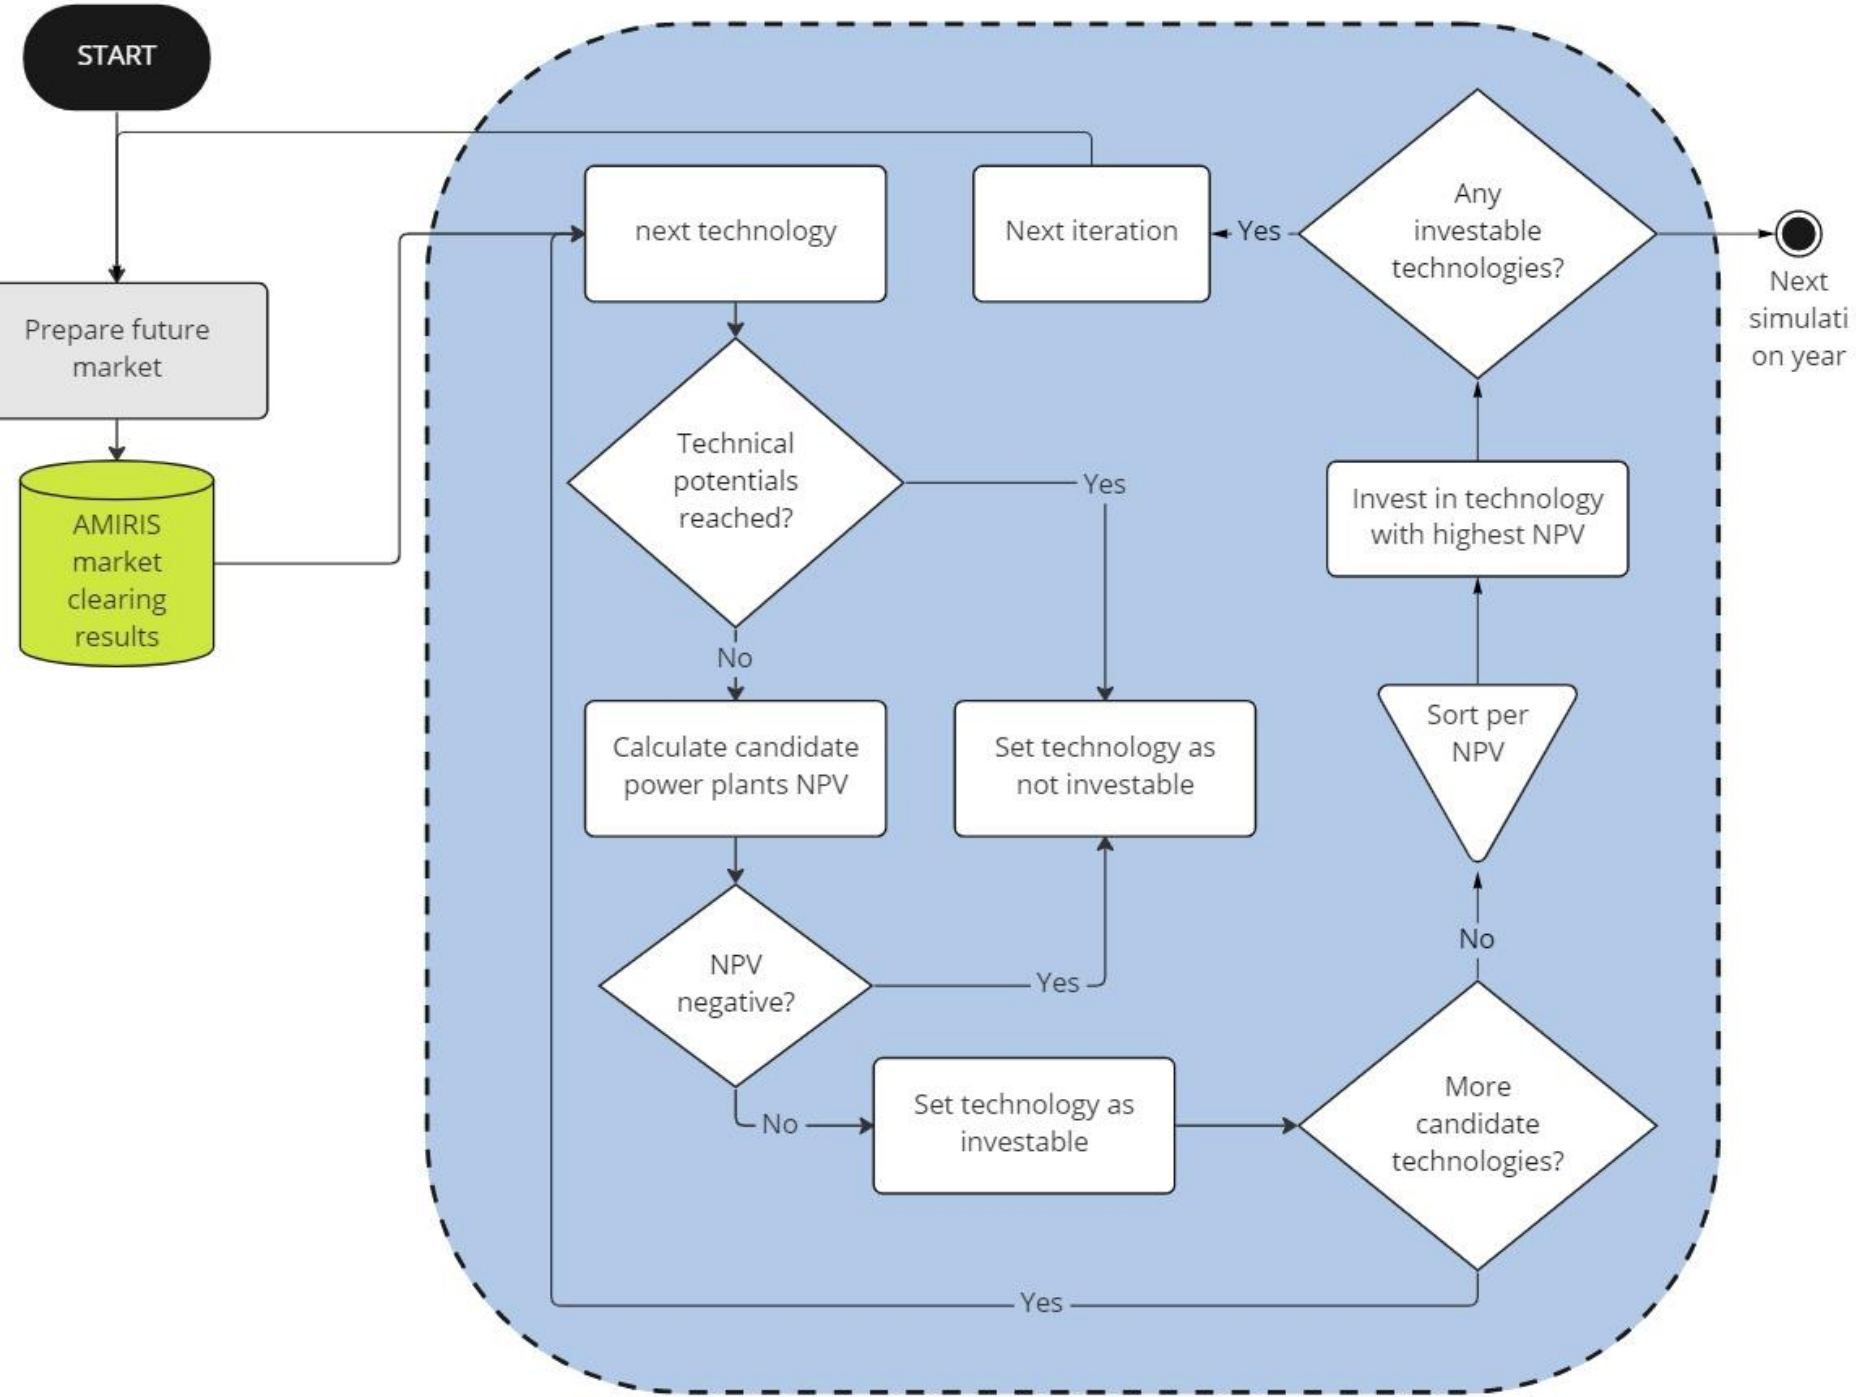 START
Prepare future
market
AMIRIS
market
clearing
results
next technology
Technical
potentials
reached?
Yes
No
Calculate candidate
power plants NPV
Set technology as
not investable
NPV
negative?
Yes
No
Set technology as
investable
More
candidate
technologies?
Yes
No
Sort per
NPV
Invest in technology
with highest NPV
Any
investable
technologies?
Yes
Next iteration
Next
simulati
on year